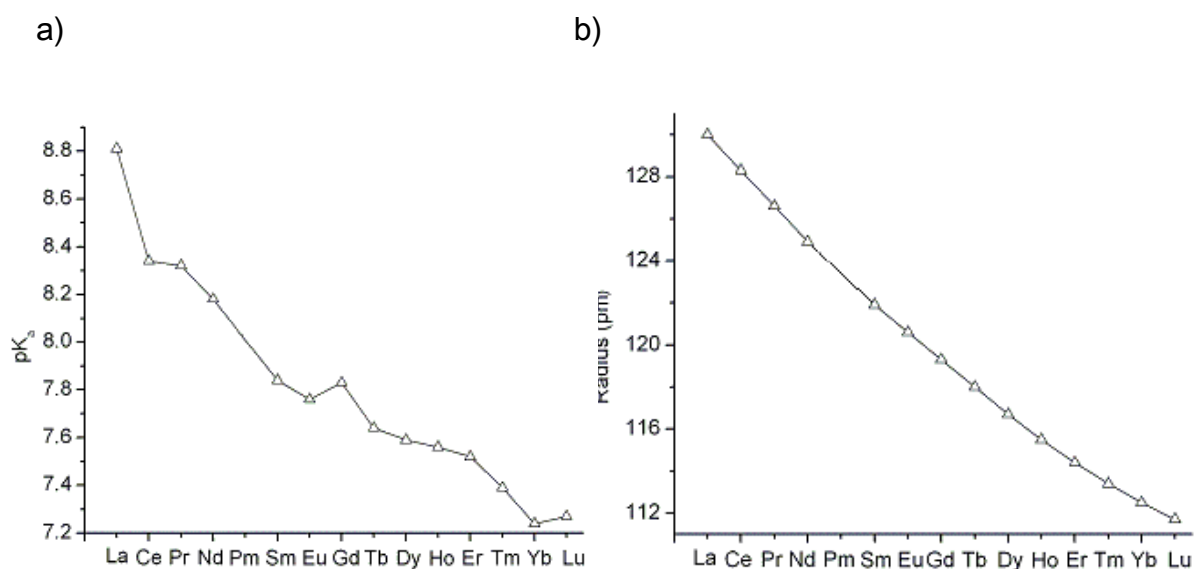 a)
b)
8.8
8.6
8.4
8.2
8.0
7.8
7.6
7.4
7.2
pKa
La Ce Pr Nd Pm Sm Eu Gd Tb Dy Ho Er Tm Yb Lu
128
124
120
116
112
Radius (pm)
La Ce Pr Nd Pm Sm Eu Gd Tb Dy Ho Er Tm Yb Lu